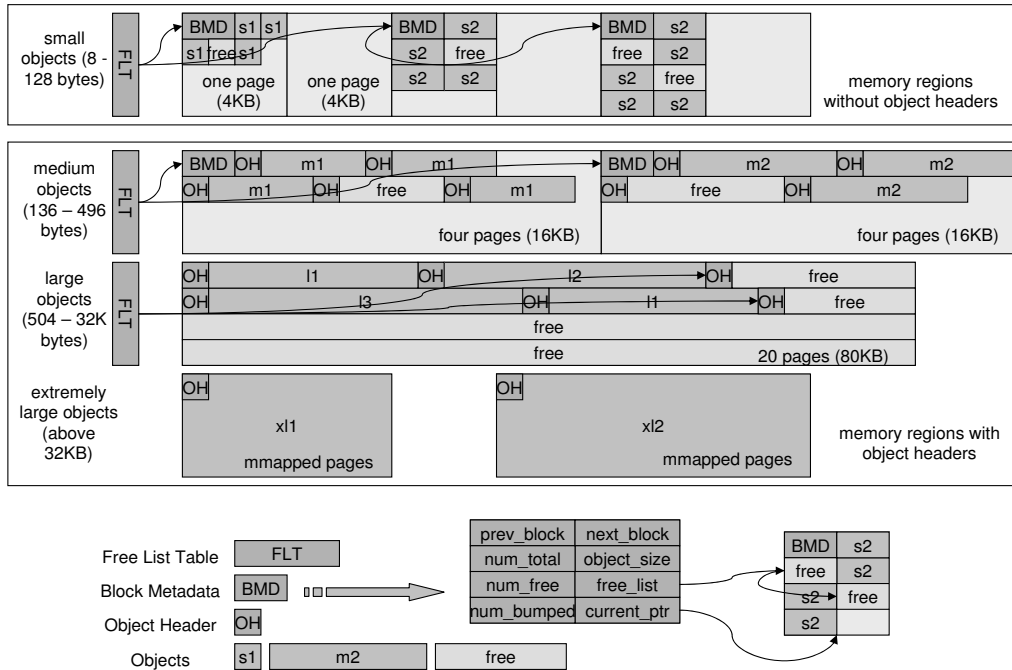 small
objects (8 -
128 bytes)
FLT
BMD s1 s1
s1 free s1
one page
(4KB)
one page
(4KB)
BMD s2
s2 free
s2 s2
BMD s2
free s2
s2 free
s2 s2
memory regions
without object headers
medium
objects
(136 – 496
bytes)
FLT
BMD OH m1 OH m1
OH m1 OH free OH m1
four pages (16KB)
BMD OH m2 OH m2
OH free OH m2
four pages (16KB)
large
objects
(504 – 32K
bytes)
FLT
OH l1 OH l2 OH free
OH l3 OH l1 OH free
free
free
20 pages (80KB)
extremely
large objects
(above
32KB)
OH
xl1
mmapped pages
OH
xl2
mmapped pages
memory regions with
object headers
Free List Table FLT
Block Metadata BMD
Object Header OH
Objects s1 m2 free
prev_block next_block
num_total object_size
num_free free_list
num_bumped current_ptr
BMD s2
free s2
s2 free
s2